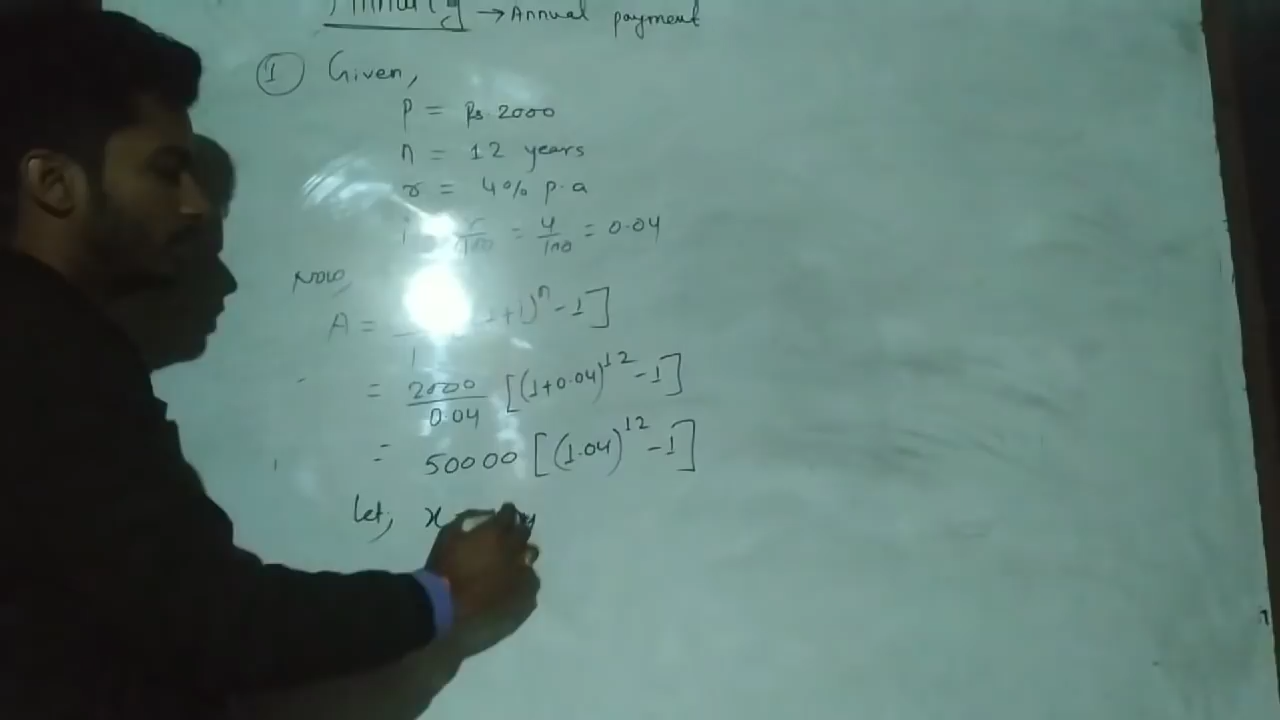 → Annual payment
① Given,
P = Rs. 2000
n = 12 years
r = 4% p.a
i = r/100 = 4/100 = 0.04
Now,
A = +1)^n - 1]
= 2000/0.04 [(1+0.04)^12 - 1]
= 50000 [(1.04)^12 - 1]
Let, x